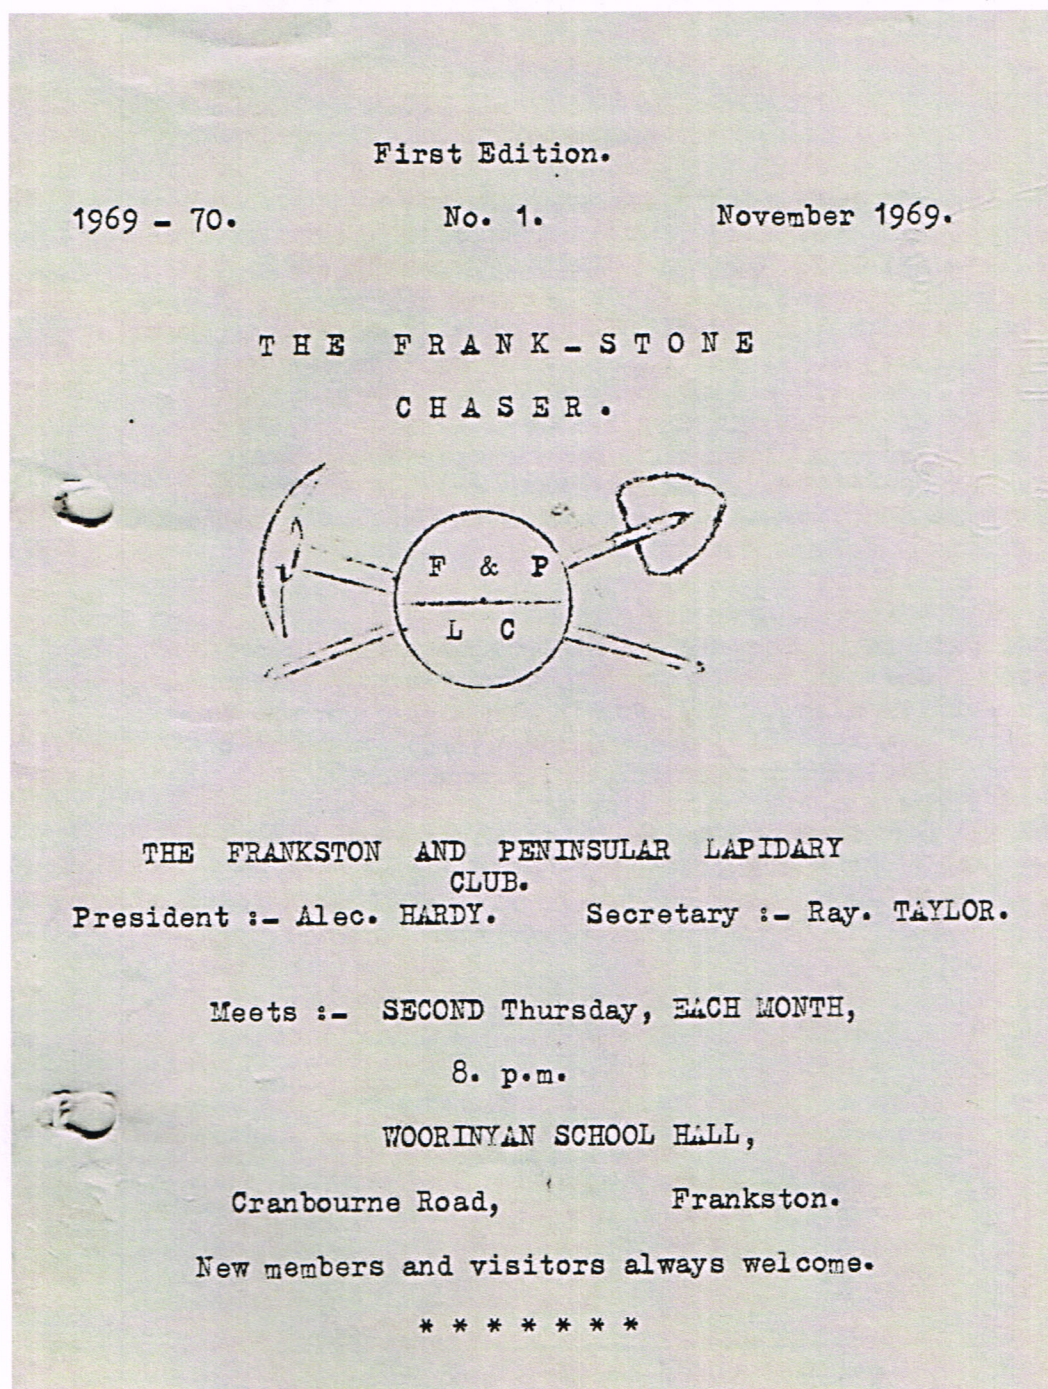 First Edition.
1969 - 70. No. 1. November 1969.
THE FRANK-STONE
CHASER.
F & P
L C
THE FRANKSTON AND PENINSULAR LAPIDARY
CLUB.
President :- Alec. HARDY. Secretary :- Ray. TAYLOR.
Meets :- SECOND Thursday, EACH MONTH,
8. p.m.
WOORINYAN SCHOOL HALL,
Cranbourne Road, Frankston.
New members and visitors always welcome.
* * * * * * *